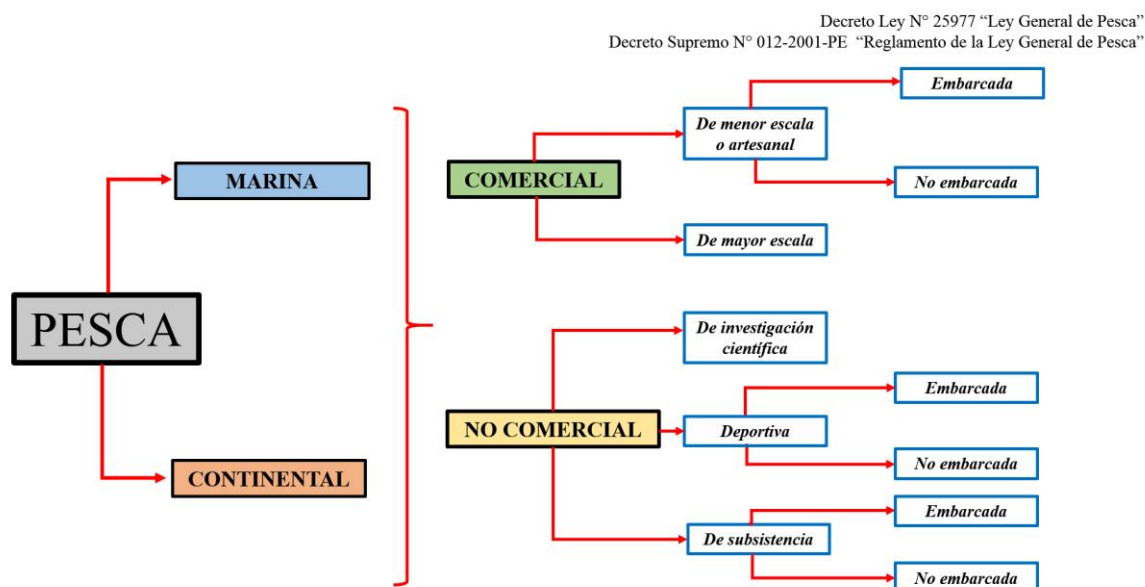 Decreto Ley N° 25977 “Ley General de Pesca”
Decreto Supremo N° 012-2001-PE “Reglamento de la Ley General de Pesca”
PESCA
MARINA
CONTINENTAL
COMERCIAL
De menor escala
o artesanal
Embarcada
No embarcada
De mayor escala
NO COMERCIAL
De investigación
científica
Deportiva
Embarcada
No embarcada
De subsistencia
Embarcada
No embarcada